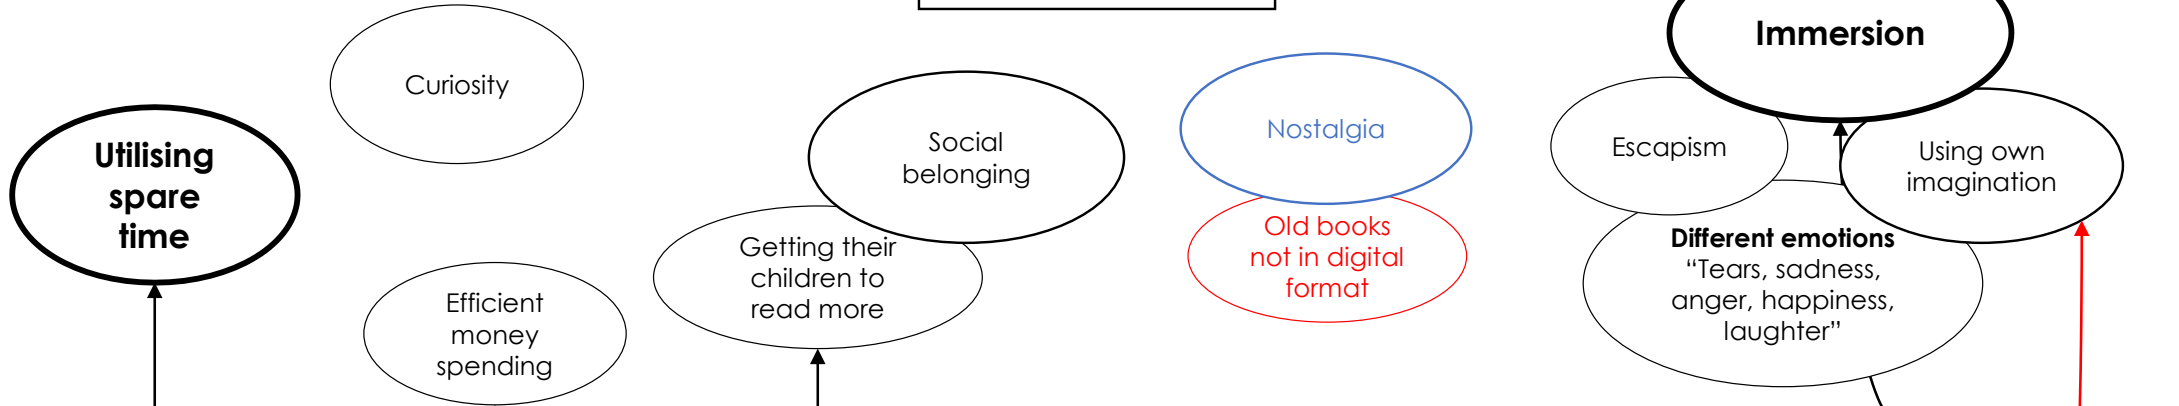 Utilising
spare
time
Curiosity
Efficient
money
spending
Social
belonging
Getting their
children to
read more
Nostalgia
Old books
not in digital
format
Immersion
Escapism
Using own
imagination
Different emotions
“Tears, sadness,
anger, happiness,
laughter”